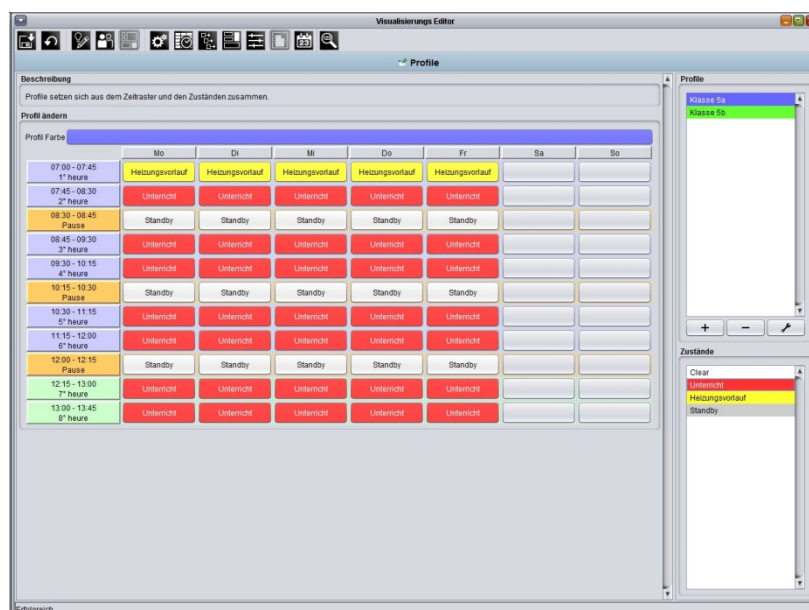 Visualisierungs Editor
Profile
Beschreibung
Profile setzen sich aus dem Zeitraster und den Zuständen zusammen.
Profil ändern
Profil Farbe
Mo Di Mi Do Fr Sa So
07:00 - 07:45
1° heure
Heizungsvorlauf Heizungsvorlauf Heizungsvorlauf Heizungsvorlauf Heizungsvorlauf
07:45 - 08:30
2° heure
Unterricht Unterricht Unterricht Unterricht Unterricht
08:30 - 08:45
Pause
Standby Standby Standby Standby Standby
08:45 - 09:30
3° heure
Unterricht Unterricht Unterricht Unterricht Unterricht
09:30 - 10:15
4° heure
Unterricht Unterricht Unterricht Unterricht Unterricht
10:15 - 10:30
Pause
Standby Standby Standby Standby Standby
10:30 - 11:15
5° heure
Unterricht Unterricht Unterricht Unterricht Unterricht
11:15 - 12:00
6° heure
Unterricht Unterricht Unterricht Unterricht Unterricht
12:00 - 12:15
Pause
Standby Standby Standby Standby Standby
12:15 - 13:00
7° heure
Unterricht Unterricht Unterricht Unterricht Unterricht
13:00 - 13:45
8° heure
Unterricht Unterricht Unterricht Unterricht Unterricht
Profile
Klasse 5a
Klasse 5b
+ −
Zustände
Clear
Unterricht
Heizungsvorlauf
Standby
Erfolgreich